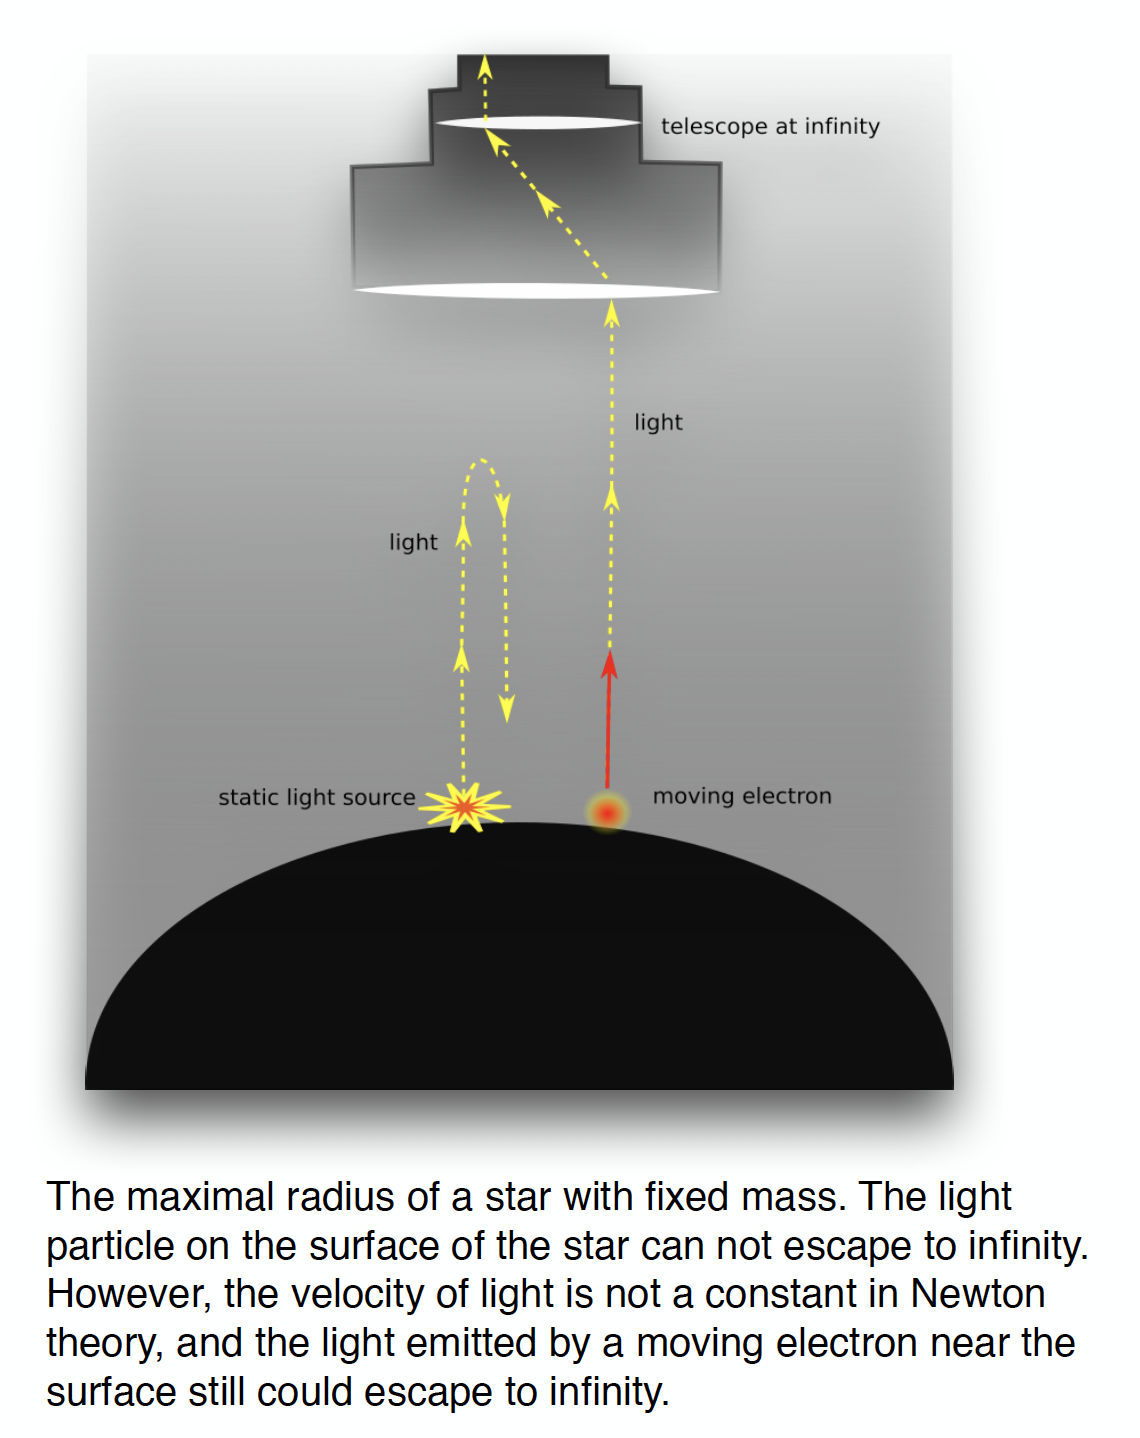 telescope at infinity
light
light
static light source
moving electron
The maximal radius of a star with fixed mass. The light
particle on the surface of the star can not escape to infinity.
However, the velocity of light is not a constant in Newton
theory, and the light emitted by a moving electron near the
surface still could escape to infinity.